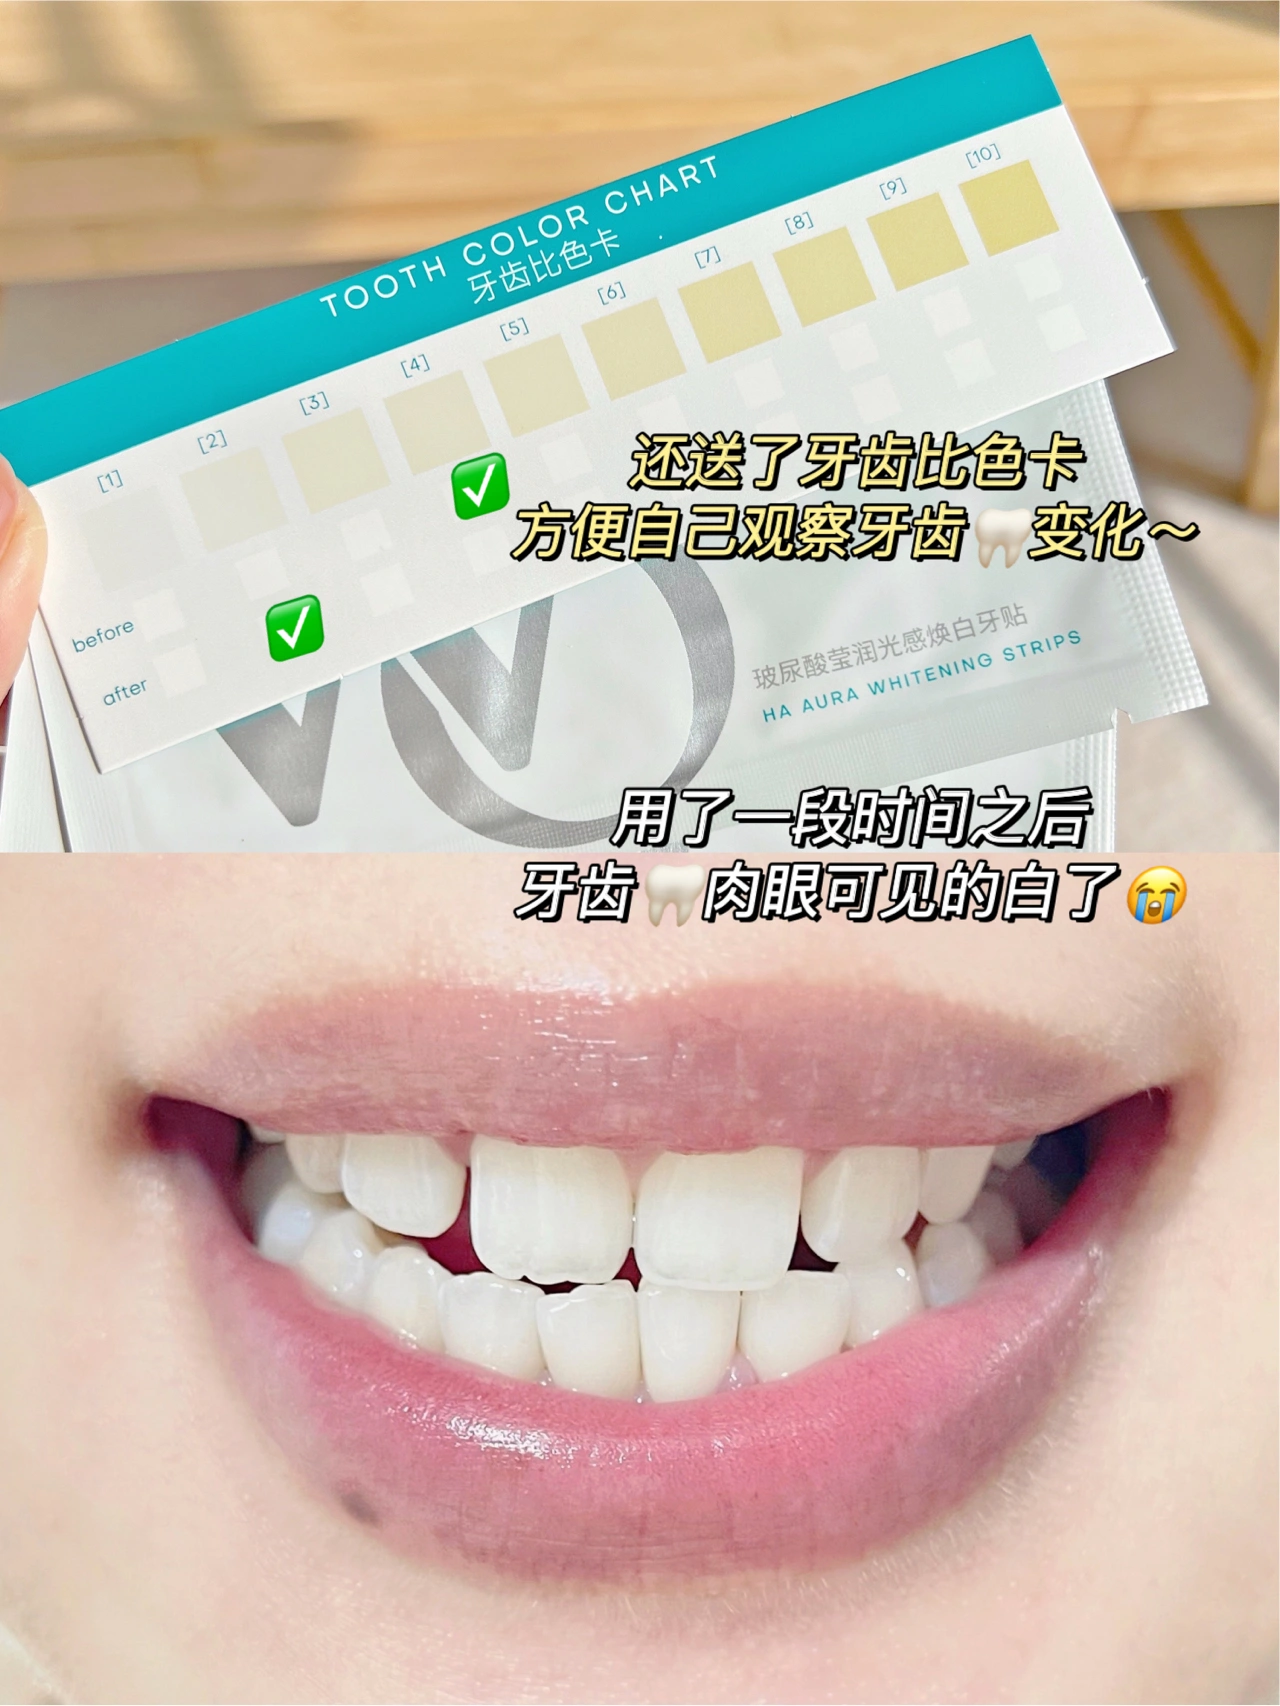 TOOTH COLOR CHART
牙齿比色卡
[1] [2] [3] [4] [5] [6] [7] [8] [9] [10]
before
after
还送了牙齿比色卡
方便自己观察牙齿🦷变化～
玻尿酸莹润光感焕白牙贴
HA AURA WHITENING STRIPS
用了一段时间之后
牙齿🦷肉眼可见的白了😭